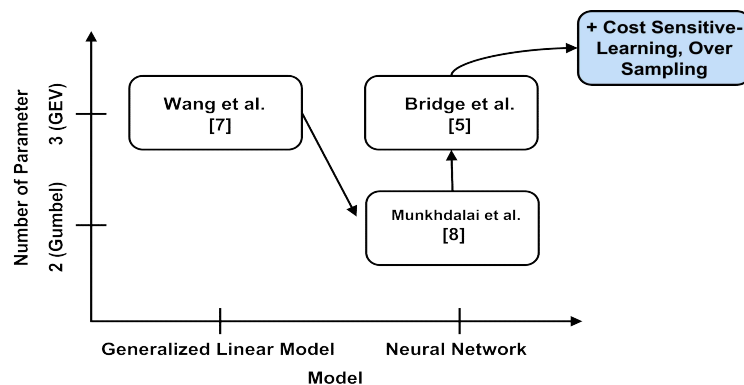 + Cost Sensitive-
Learning, Over
Sampling
Wang et al.
[7]
Bridge et al.
[5]
Munkhdalai et al.
[8]
Number of Parameter
3 (GEV)
2 (Gumbel)
Generalized Linear Model
Neural Network
Model